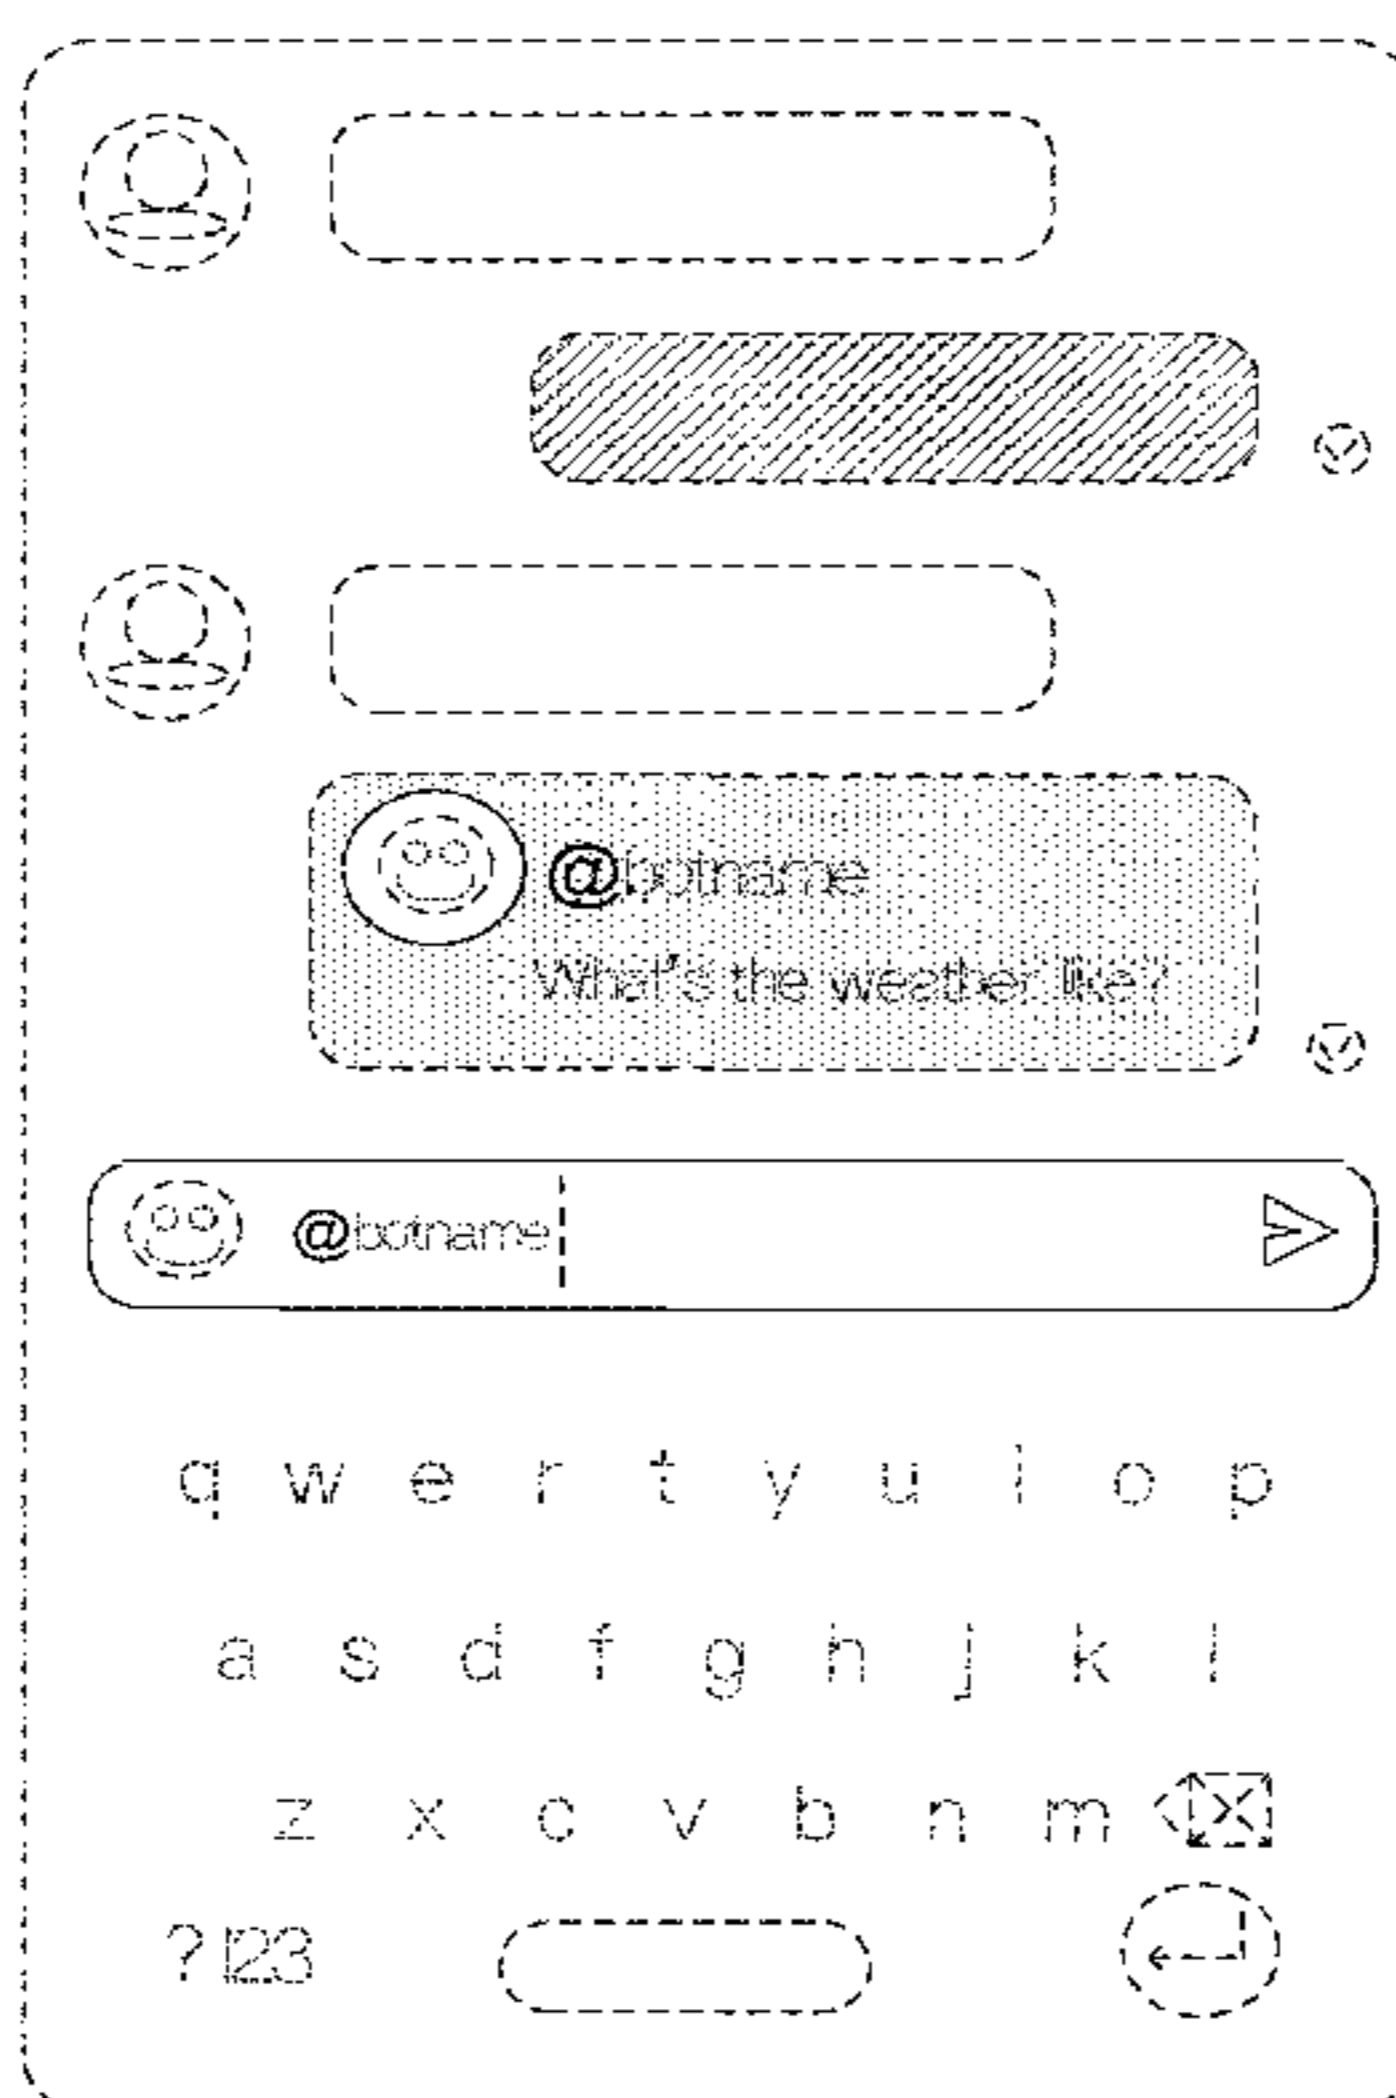 @botname
What's the weather like?
@botname
q w e r t y u i o p
a s d f g h j k l
z x c v b n m
?123